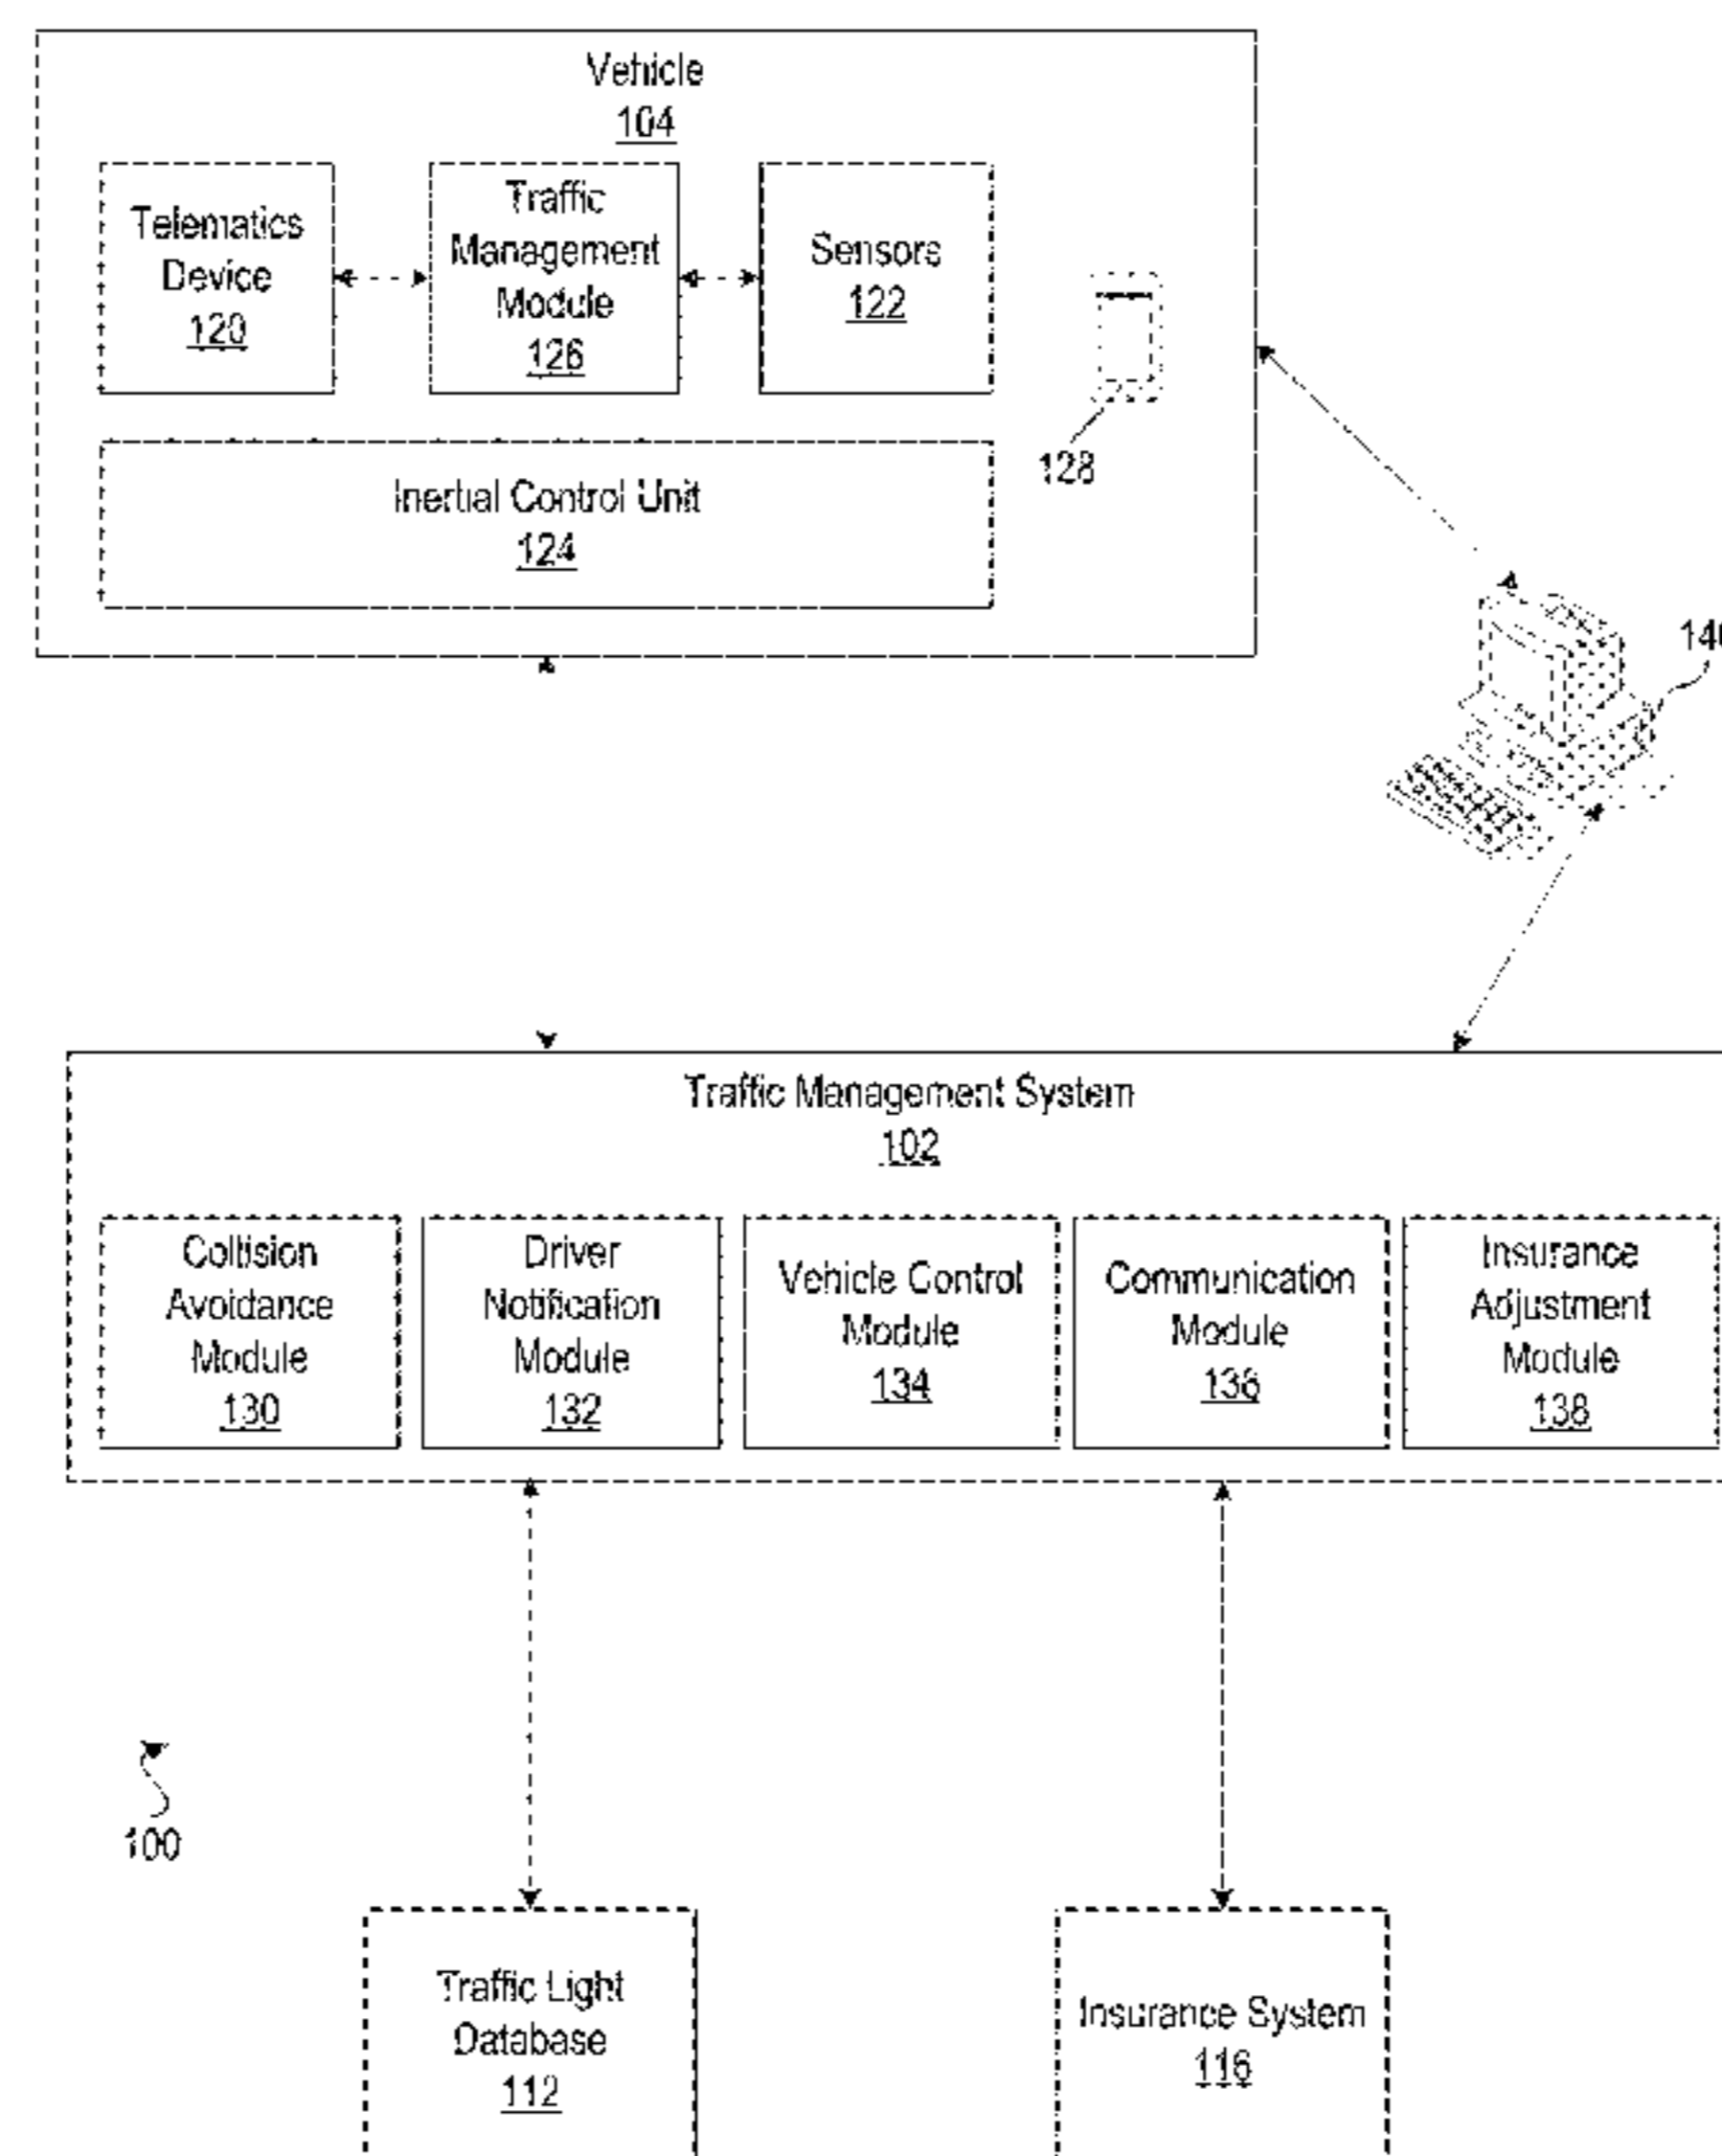 Vehicle
104
Telematics
Device
120
Traffic
Management
Module
126
Sensors
122
128
Inertial Control Unit
124
140
Traffic Management System
102
Collision
Avoidance
Module
130
Driver
Notification
Module
132
Vehicle Control
Module
134
Communication
Module
136
Insurance
Adjustment
Module
138
100
Traffic Light
Database
112
Insurance System
116